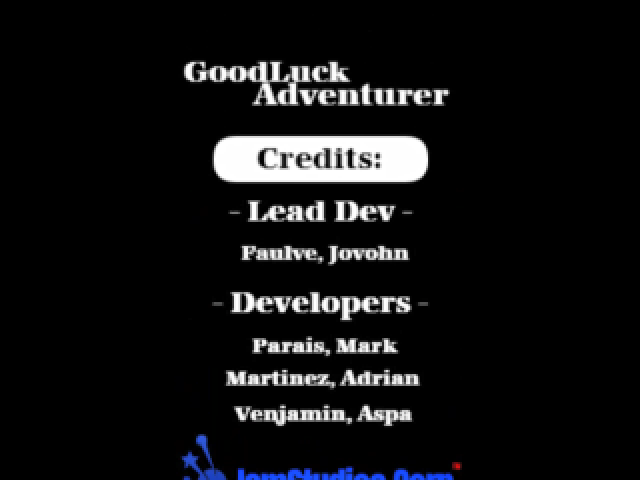 GoodLuck
Adventurer
Credits:
- Lead Dev -
Faulve, Jovohn
- Developers -
Parais, Mark
Martinez, Adrian
Venjamin, Aspa